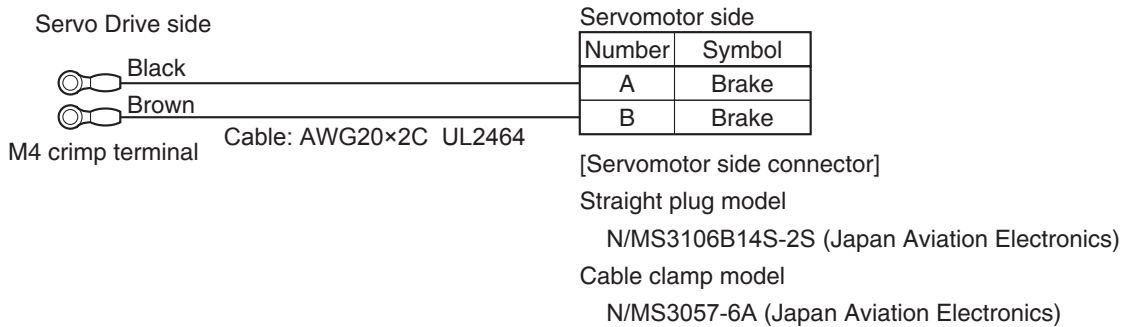 Servo Drive side
Servomotor side
Number Symbol
Black
A Brake
Brown
B Brake
Cable: AWG20×2C UL2464
M4 crimp terminal
[Servomotor side connector]
Straight plug model
N/MS3106B14S-2S (Japan Aviation Electronics)
Cable clamp model
N/MS3057-6A (Japan Aviation Electronics)